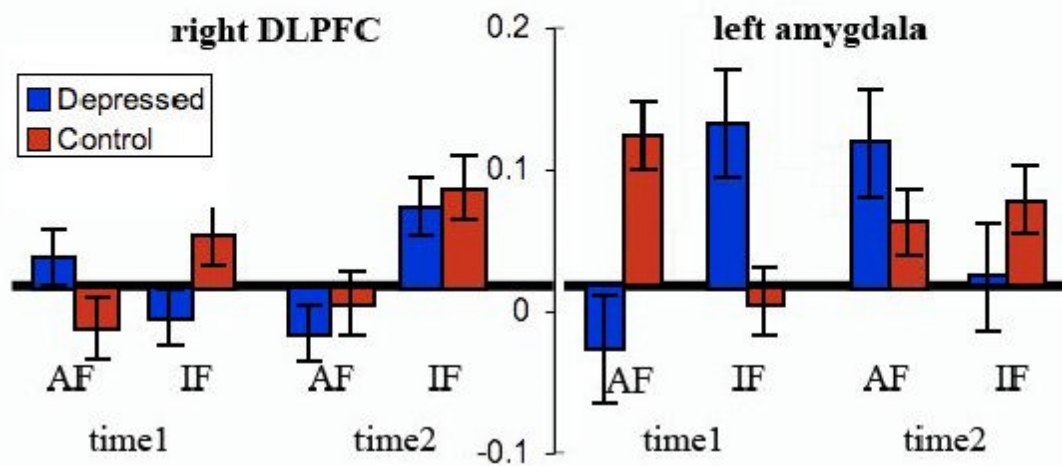 right DLPFC
left amygdala
Depressed
Control
0.2
0.1
0
-0.1
AF IF AF IF
time1 time2
AF IF AF IF
time1 time2